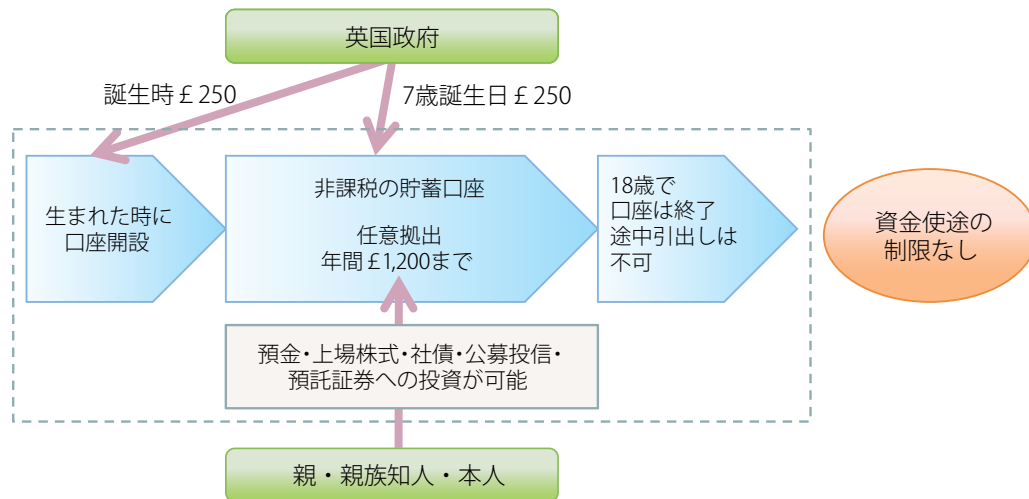 英国政府
誕生時£250
7歳誕生日£250
生まれた時に
口座開設
非課税の貯蓄口座
任意拠出
年間£1,200まで
18歳で
口座は終了
途中引出しは
不可
資金使途の
制限なし
預金・上場株式・社債・公募投信・
預託証券への投資が可能
親・親族知人・本人